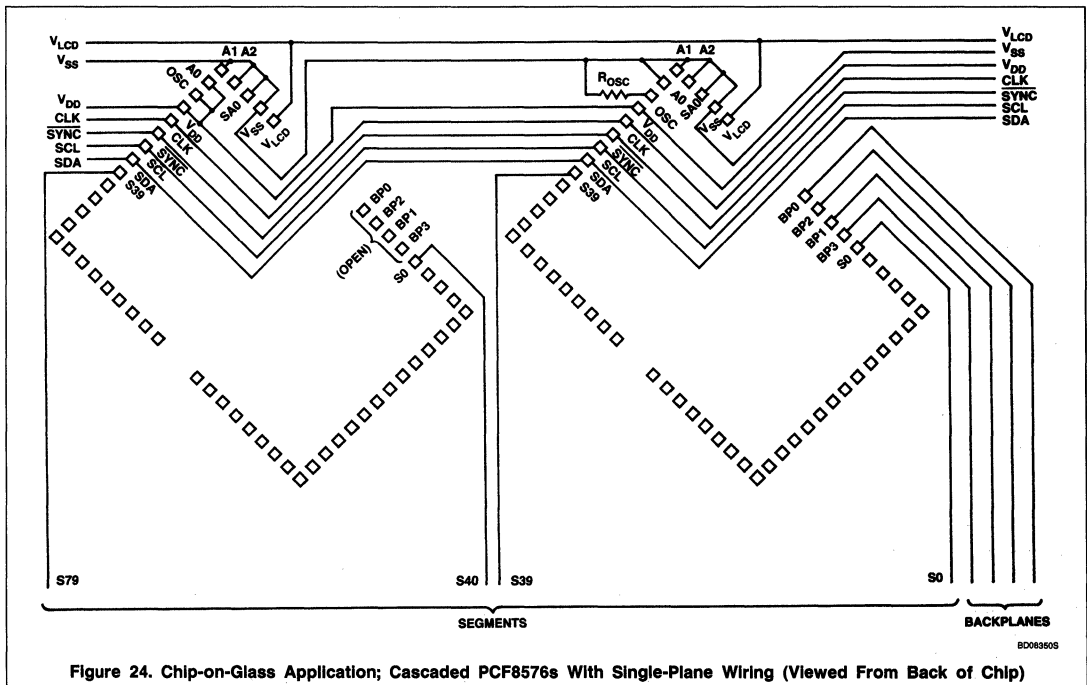 VLCD
VSS
VDD
CLK
SYNC
SCL
SDA
OSC
A0
A1 A2
SA0
VSS
VLCD
VDD
CLK
SYNC
SCL
SDA
S39
BP0
BP2
BP1
BP3
(OPEN)
S0
ROSC
A1 A2
A0
SA0
OSC
VSS
VLCD
VDD
CLK
SYNC
SCL
SDA
S39
BP0
BP2
BP1
BP3
S0
VLCD
VSS
VDD
CLK
SYNC
SCL
SDA
S79
S40
S39
S0
SEGMENTS
BACKPLANES
BD08350S
Figure 24. Chip-on-Glass Application; Cascaded PCF8576s With Single-Plane Wiring (Viewed From Back of Chip)